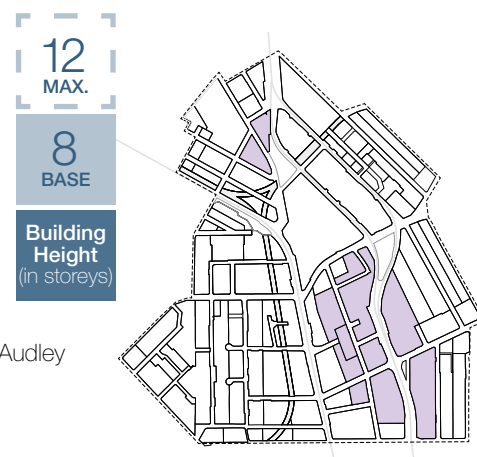 12
MAX.
8
BASE
Building
Height
(in storeys)
Audley